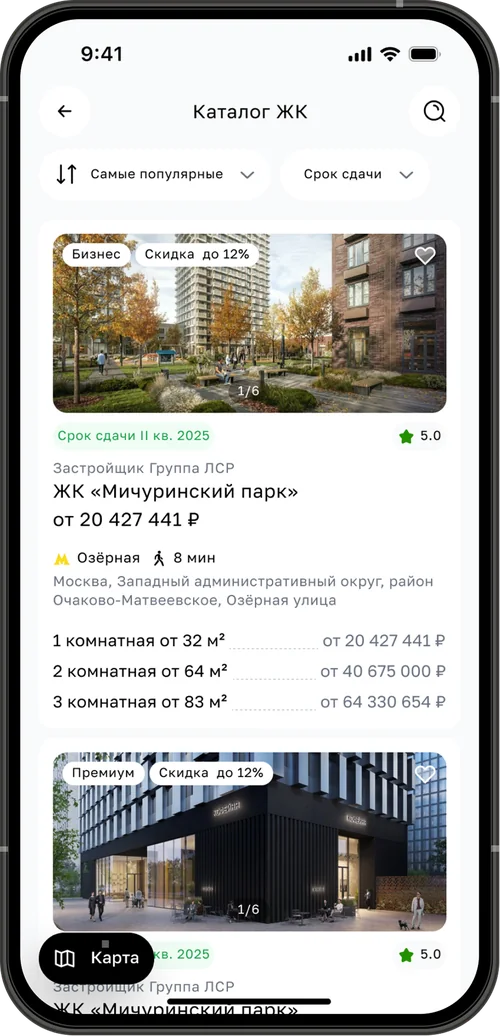 9:41
Каталог ЖК
Самые популярные
Срок сдачи
Бизнес
Скидка до 12%
1/6
Срок сдачи II кв. 2025
5.0
Застройщик Группа ЛСР
ЖК «Мичуринский парк»
от 20 427 441 ₽
Озёрная 8 мин
Москва, Западный административный округ, район
Очаково-Матвеевское, Озёрная улица
1 комнатная от 32 м² от 20 427 441 ₽
2 комнатная от 64 м² от 40 675 000 ₽
3 комнатная от 83 м² от 64 330 654 ₽
Премиум
Скидка до 12%
1/6
Карта
кв. 2025
5.0
Застройщик Группа ЛСР
ЖК «Мичуринский парк»